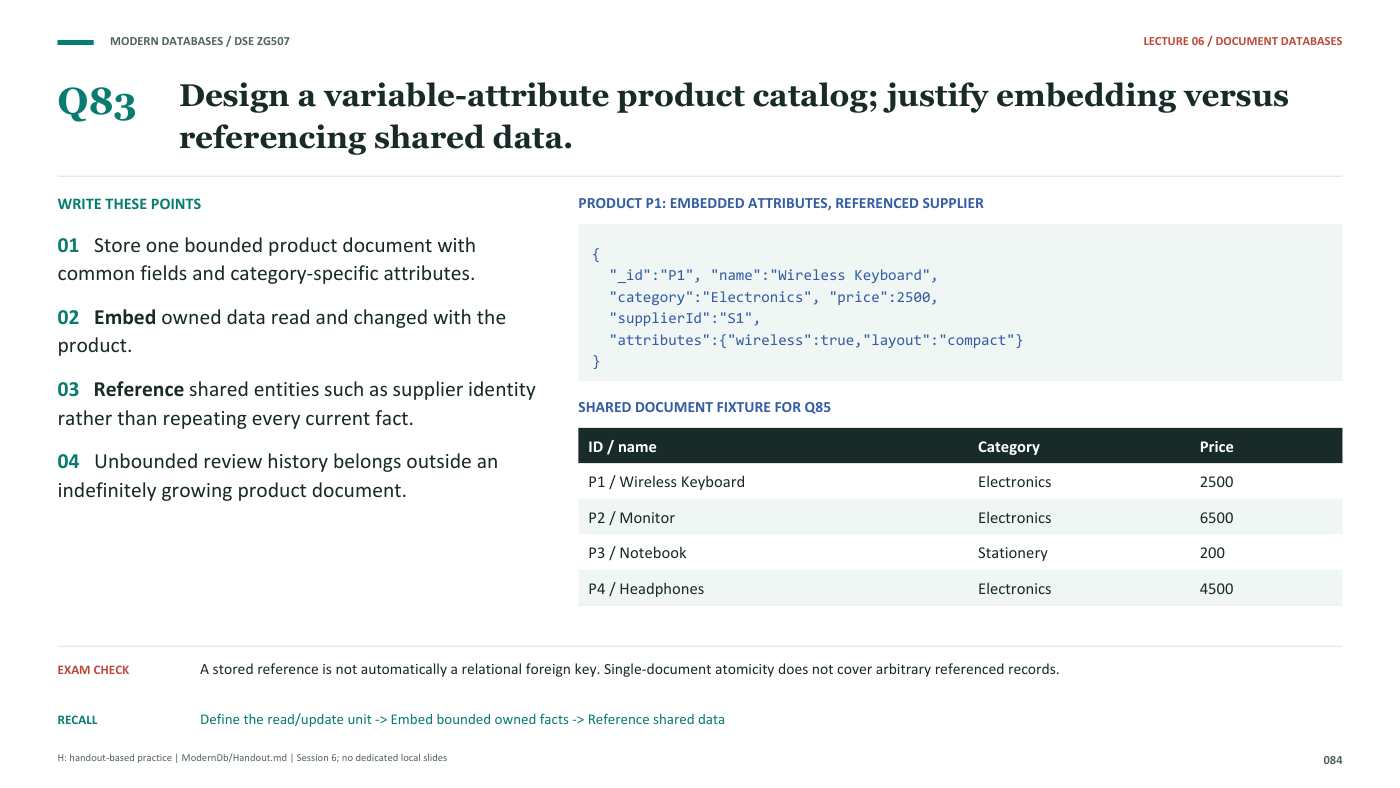 MODERN DATABASES / DSE ZG507
LECTURE 06 / DOCUMENT DATABASES
Q83
Design a variable-attribute product catalog; justify embedding versus
referencing shared data.
WRITE THESE POINTS
01 Store one bounded product document with
common fields and category-specific attributes.
02 Embed owned data read and changed with the
product.
03 Reference shared entities such as supplier identity
rather than repeating every current fact.
04 Unbounded review history belongs outside an
indefinitely growing product document.
PRODUCT P1: EMBEDDED ATTRIBUTES, REFERENCED SUPPLIER
{
"_id":"P1", "name":"Wireless Keyboard",
"category":"Electronics", "price":2500,
"supplierId":"S1",
"attributes":{"wireless":true,"layout":"compact"}
}
SHARED DOCUMENT FIXTURE FOR Q85
ID / name Category Price
P1 / Wireless Keyboard Electronics 2500
P2 / Monitor Electronics 6500
P3 / Notebook Stationery 200
P4 / Headphones Electronics 4500
EXAM CHECK A stored reference is not automatically a relational foreign key. Single-document atomicity does not cover arbitrary referenced records.
RECALL Define the read/update unit -> Embed bounded owned facts -> Reference shared data
H: handout-based practice | ModernDb/Handout.md | Session 6; no dedicated local slides
084